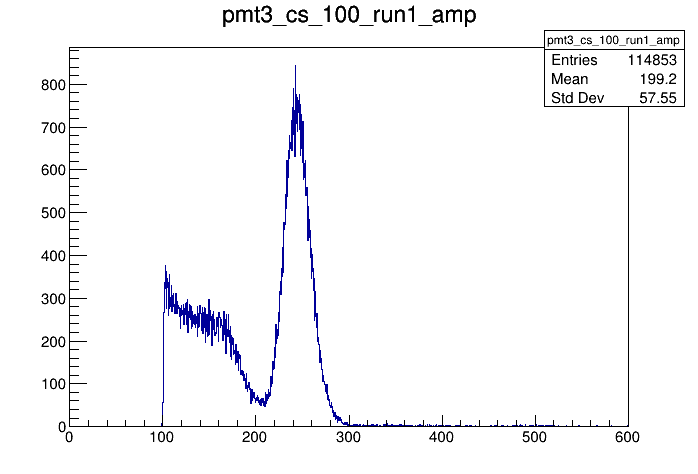 pmt3_cs_100_run1_amp
pmt3_cs_100_run1_amp
Entries 114853
Mean 199.2
Std Dev 57.55
800
700
600
500
400
300
200
100
0
0 100 200 300 400 500 600